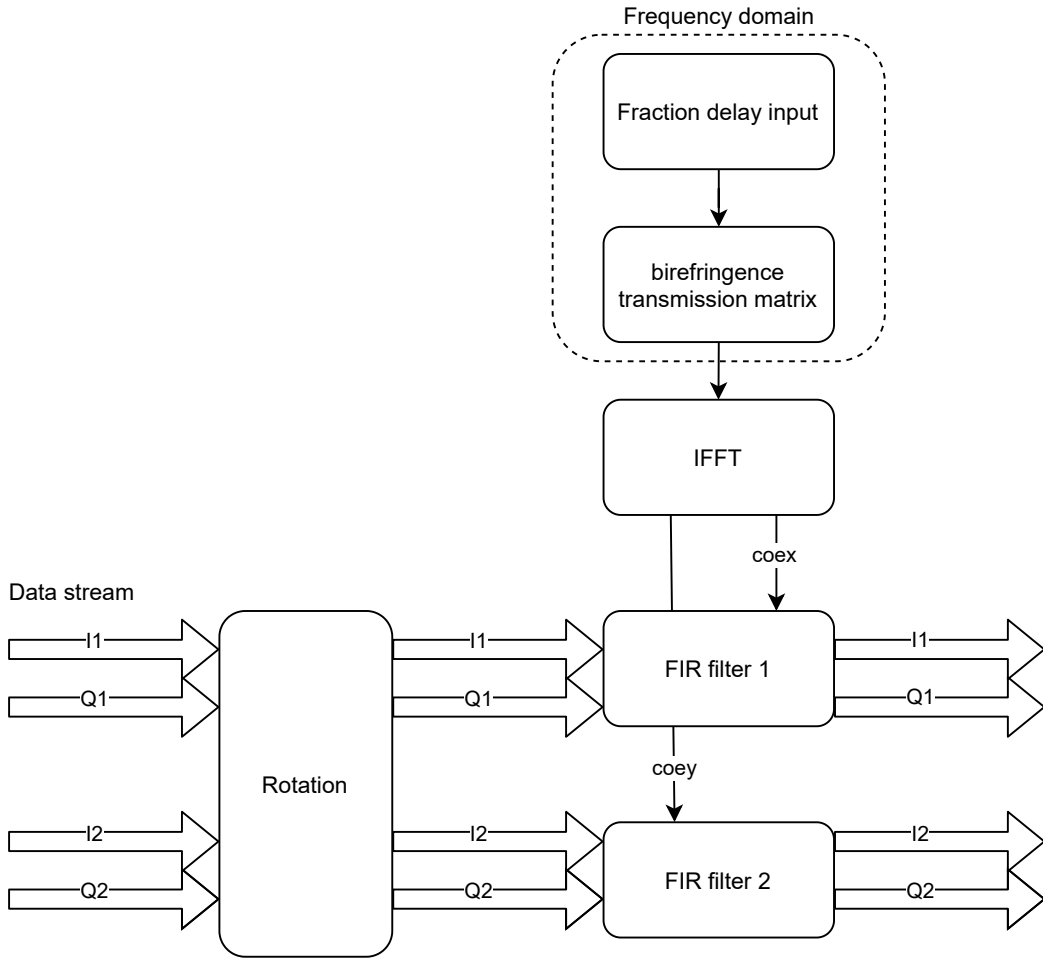 Frequency domain
Fraction delay input
birefringence
transmission matrix
IFFT
coex
Data stream
I1
I1
I1
Q1
Q1
FIR filter 1
Q1
coey
Rotation
I2
I2
I2
Q2
Q2
FIR filter 2
Q2